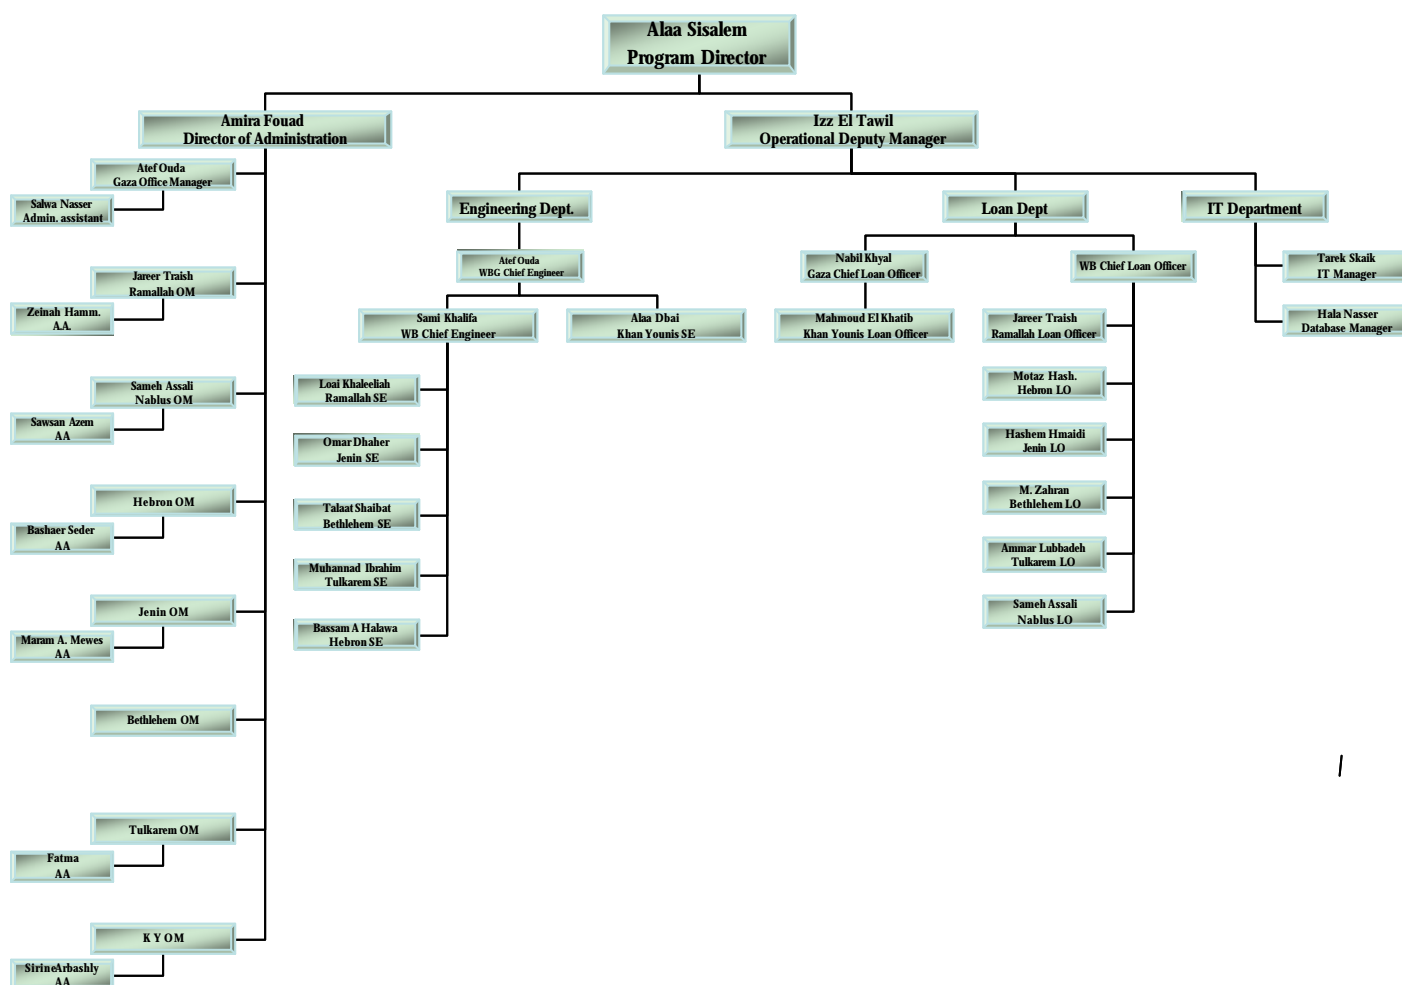 Alaa Sisalem
Program Director
Amira Fouad
Director of Administration
Izz El Tawil
Operational Deputy Manager
Atef Ouda
Gaza Office Manager
Salwa Nasser
Admin. assistant
Jareer Traish
Ramallah OM
Zeinah Hamm.
A.A.
Sameh Assali
Nablus OM
Sawsan Azem
AA
Hebron OM
Bashaer Seder
AA
Jenin OM
Maram A. Mewes
AA
Bethlehem OM
Tulkarem OM
Fatma
AA
K Y OM
SirineArbashly
AA
Engineering Dept.
Atef Ouda
WBG Chief Engineer
Sami Khalifa
WB Chief Engineer
Alaa Dbai
Khan Younis SE
Loai Khaleeliah
Ramallah SE
Omar Dhaher
Jenin SE
Talaat Shaibat
Bethlehem SE
Muhannad Ibrahim
Tulkarem SE
Bassam A Halawa
Hebron SE
Loan Dept
Nabil Khyal
Gaza Chief Loan Officer
Mahmoud El Khatib
Khan Younis Loan Officer
WB Chief Loan Officer
Jareer Traish
Ramallah Loan Officer
Motaz Hash.
Hebron LO
Hashem Hmaidi
Jenin LO
M. Zahran
Bethlehem LO
Ammar Lubbadeh
Tulkarem LO
Sameh Assali
Nablus LO
IT Department
Tarek Skaik
IT Manager
Hala Nasser
Database Manager